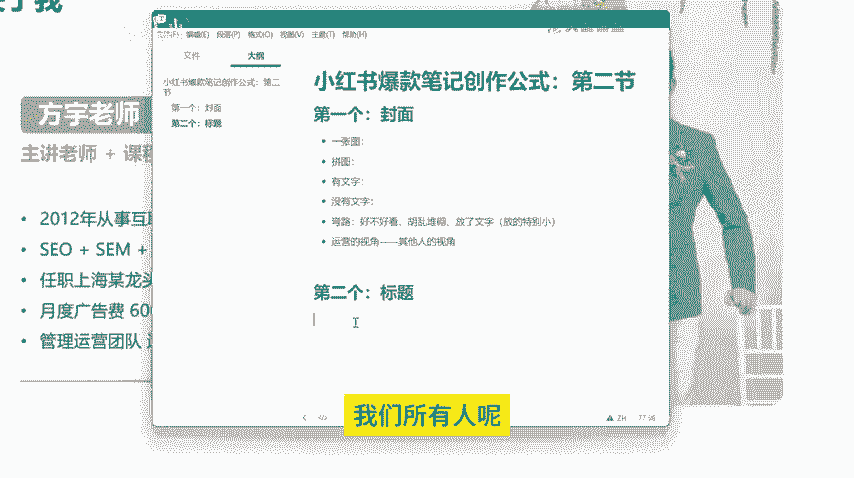 方宇老师
主讲老师 + 课程
2012年从事互联
SEO + SEM +
任职上海某龙头
月度广告费 600
管理运营团队
文件(F) 编辑(E) 段落(P) 格式(O) 视图(V) 主题(T) 帮助(H)
文件 大纲
小红书爆款笔记创作公式：第二节
第一个：封面
第二个：标题
小红书爆款笔记创作公式：第二节
第一个：封面
一张图：
拼图：
有文字：
没有文字：
弯路：好不好看、胡乱堆砌、放了文字（放的特别小）
运营的视角——其他人的视角
第二个：标题
我们所有人呢
ZH